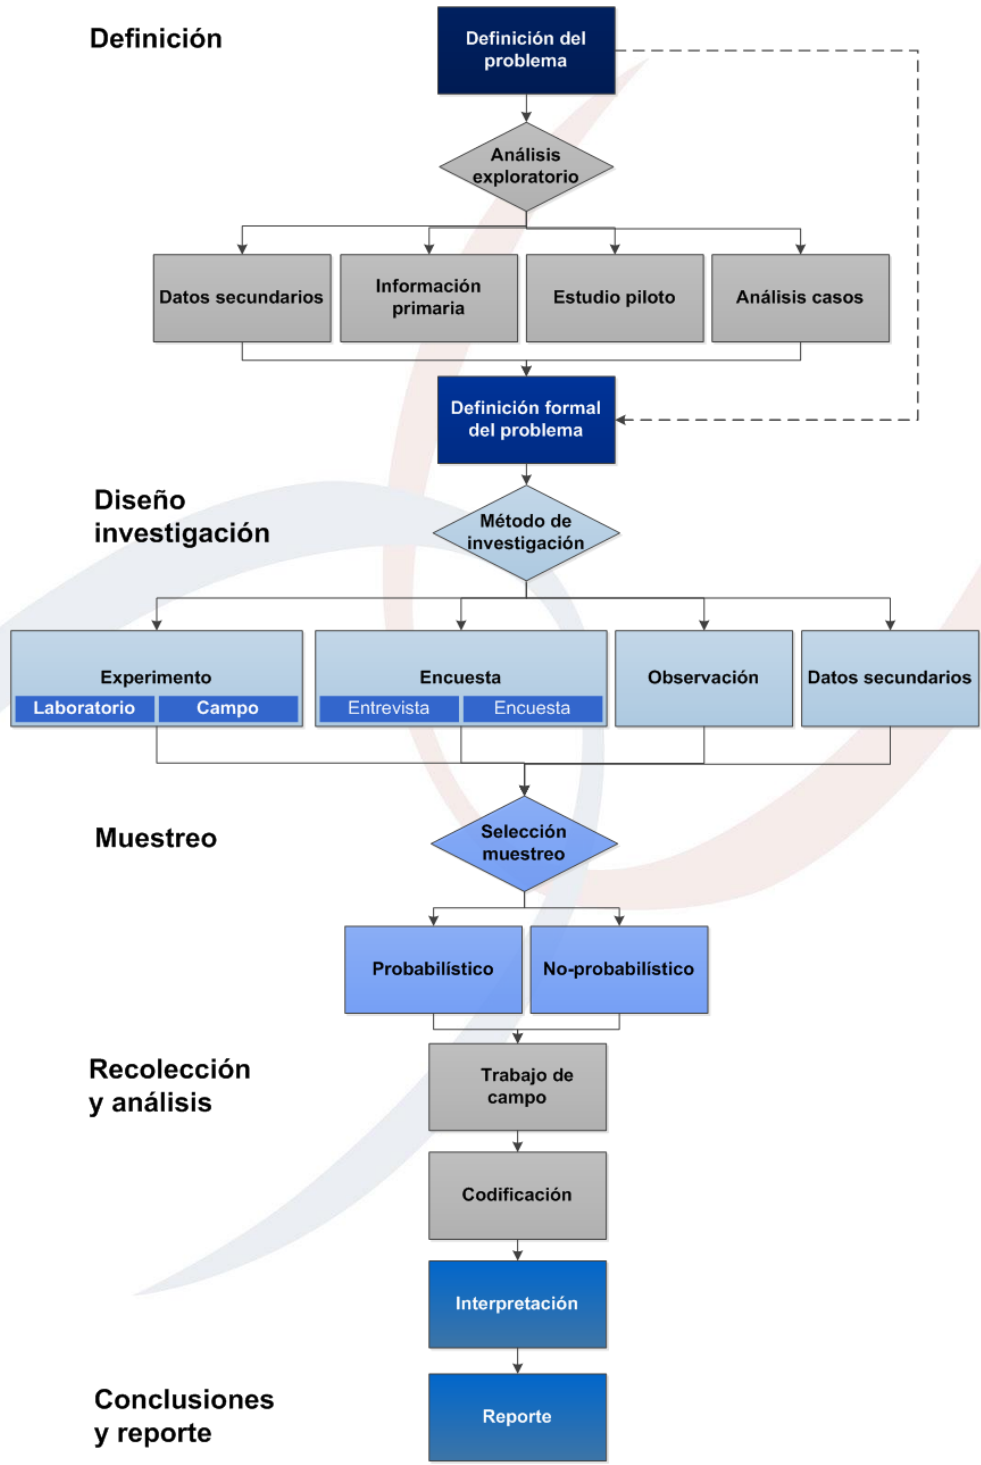 Definición
Definición del
problema
Análisis
exploratorio
Datos secundarios
Información
primaria
Estudio piloto
Análisis casos
Definición formal
del problema
Diseño
investigación
Método de
investigación
Experimento
Laboratorio
Campo
Encuesta
Entrevista
Encuesta
Observación
Datos secundarios
Muestreo
Selección
muestreo
Probabilístico
No-probabilístico
Recolección
y análisis
Trabajo de
campo
Codificación
Interpretación
Conclusiones
y reporte
Reporte